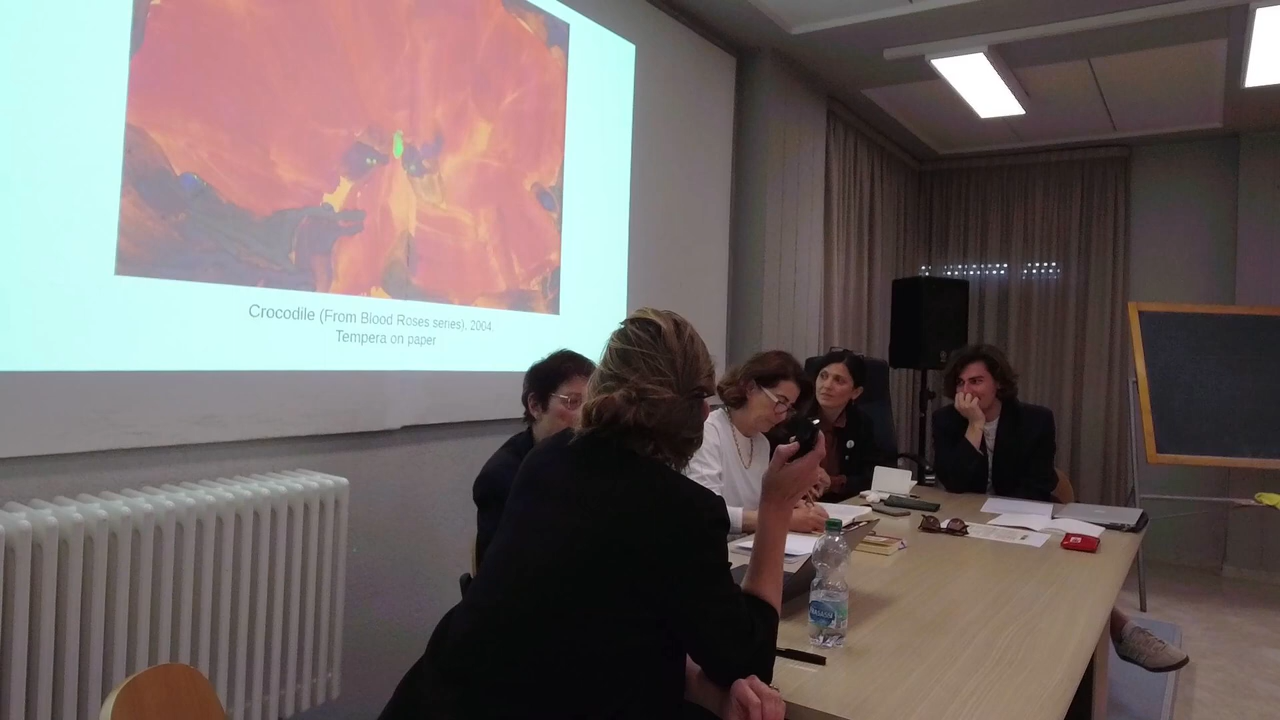 Crocodile (From Blood Roses series), 2004
Tempera on paper